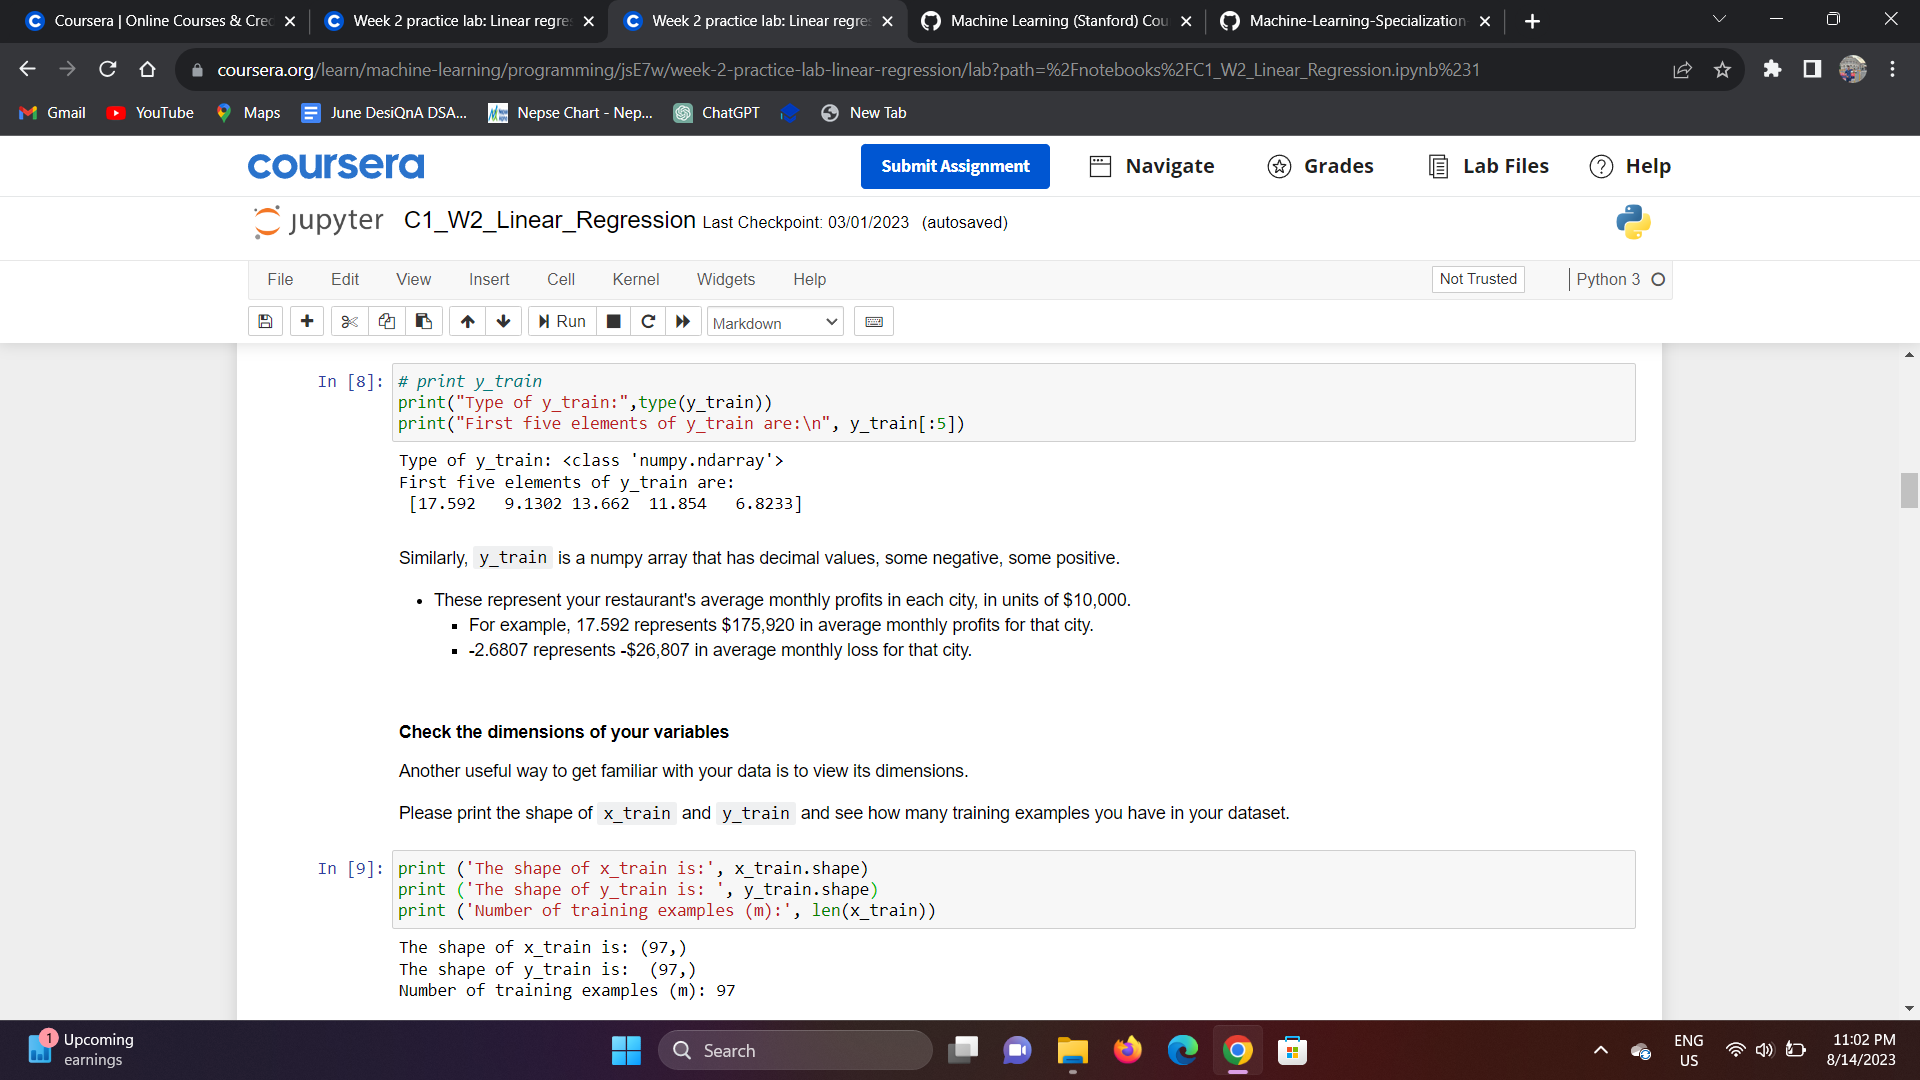 Coursera | Online Courses & Cre
Week 2 practice lab: Linear regre
Week 2 practice lab: Linear regre
Machine Learning (Stanford) Cou
Machine-Learning-Specialization
coursera.org/learn/machine-learning/programming/jsE7w/week-2-practice-lab-linear-regression/lab?path=%2Fnotebooks%2FC1_W2_Linear_Regression.ipynb%231
Gmail
YouTube
Maps
June DesiQnA DSA...
Nepse Chart - Nep...
ChatGPT
New Tab
coursera
Submit Assignment
Navigate
Grades
Lab Files
Help
jupyter C1_W2_Linear_Regression Last Checkpoint: 03/01/2023 (autosaved)
File Edit View Insert Cell Kernel Widgets Help
Not Trusted
Python 3
Run
Markdown
In [8]: # print y_train
print("Type of y_train:",type(y_train))
print("First five elements of y_train are:\n", y_train[:5])
Type of y_train: <class 'numpy.ndarray'>
First five elements of y_train are:
[17.592   9.1302 13.662  11.854   6.8233]
Similarly, y_train is a numpy array that has decimal values, some negative, some positive.
• These represent your restaurant's average monthly profits in each city, in units of $10,000.
▪ For example, 17.592 represents $175,920 in average monthly profits for that city.
▪ -2.6807 represents -$26,807 in average monthly loss for that city.
Check the dimensions of your variables
Another useful way to get familiar with your data is to view its dimensions.
Please print the shape of x_train and y_train and see how many training examples you have in your dataset.
In [9]: print ('The shape of x_train is:', x_train.shape)
print ('The shape of y_train is: ', y_train.shape)
print ('Number of training examples (m):', len(x_train))
The shape of x_train is: (97,)
The shape of y_train is:  (97,)
Number of training examples (m): 97
1
Upcoming
earnings
Search
ENG
US
11:02 PM
8/14/2023